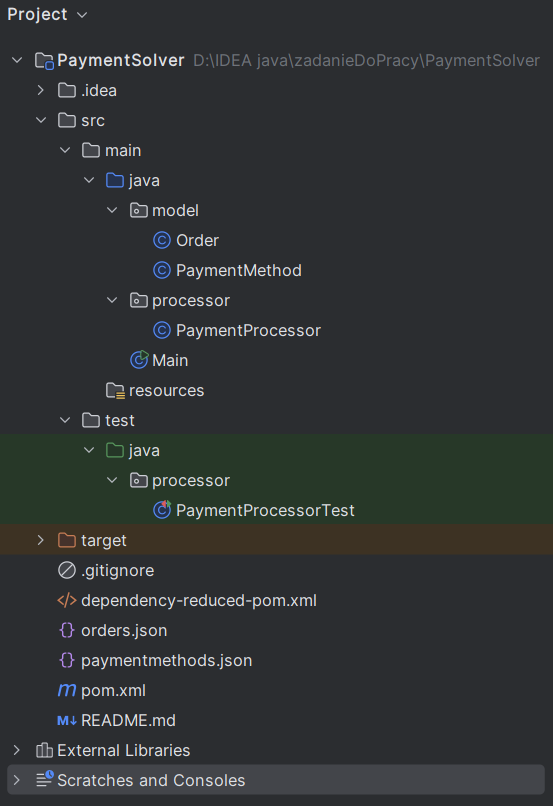 Project
PaymentSolver D:\IDEA java\zadanieDoPracy\PaymentSolver
.idea
src
main
java
model
Order
PaymentMethod
processor
PaymentProcessor
Main
resources
test
java
processor
PaymentProcessorTest
target
.gitignore
dependency-reduced-pom.xml
orders.json
paymentmethods.json
pom.xml
README.md
External Libraries
Scratches and Consoles